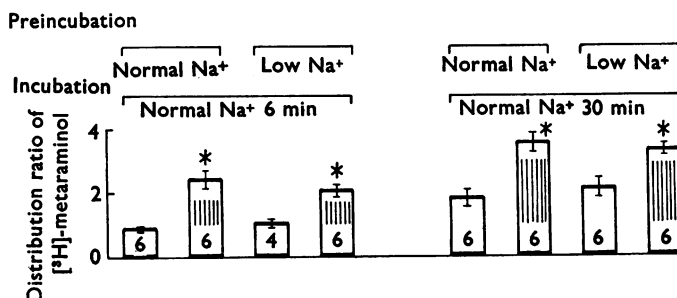 Preincubation
Normal Na⁺ Low Na⁺ Normal Na⁺ Low Na⁺
Incubation
Normal Na⁺ 6 min Normal Na⁺ 30 min
Distribution ratio of
[³H]-metaraminol
4
2
0
* * * *
6 6 4 6 6 6 6 6